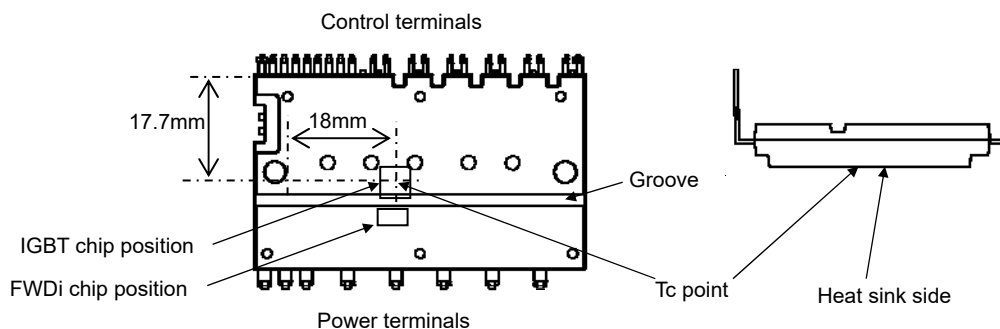 Control terminals
17.7mm
18mm
Groove
IGBT chip position
FWDi chip position
Tc point
Heat sink side
Power terminals